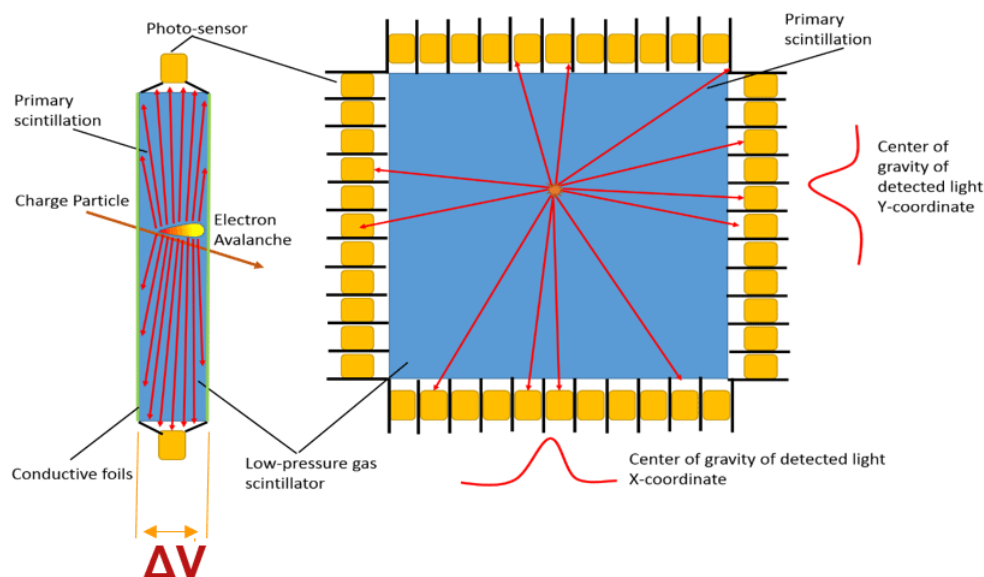 Photo-sensor
Primary
scintillation
Primary
scintillation
Charge Particle
Electron
Avalanche
Center of
gravity of
detected light
Y-coordinate
Conductive foils
Low-pressure gas
scintillator
Center of gravity of detected light
X-coordinate
ΔV